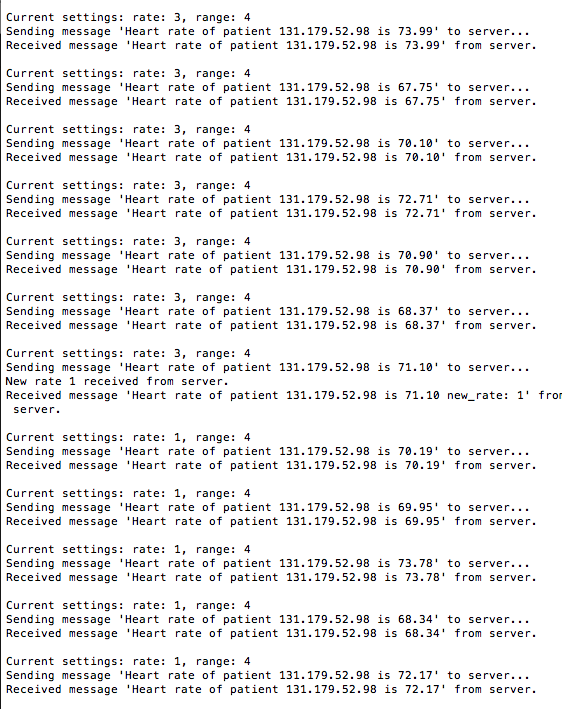 Current settings: rate: 3, range: 4
Sending message 'Heart rate of patient 131.179.52.98 is 73.99' to server...
Received message 'Heart rate of patient 131.179.52.98 is 73.99' from server.

Current settings: rate: 3, range: 4
Sending message 'Heart rate of patient 131.179.52.98 is 67.75' to server...
Received message 'Heart rate of patient 131.179.52.98 is 67.75' from server.

Current settings: rate: 3, range: 4
Sending message 'Heart rate of patient 131.179.52.98 is 70.10' to server...
Received message 'Heart rate of patient 131.179.52.98 is 70.10' from server.

Current settings: rate: 3, range: 4
Sending message 'Heart rate of patient 131.179.52.98 is 72.71' to server...
Received message 'Heart rate of patient 131.179.52.98 is 72.71' from server.

Current settings: rate: 3, range: 4
Sending message 'Heart rate of patient 131.179.52.98 is 70.90' to server...
Received message 'Heart rate of patient 131.179.52.98 is 70.90' from server.

Current settings: rate: 3, range: 4
Sending message 'Heart rate of patient 131.179.52.98 is 68.37' to server...
Received message 'Heart rate of patient 131.179.52.98 is 68.37' from server.

Current settings: rate: 3, range: 4
Sending message 'Heart rate of patient 131.179.52.98 is 71.10' to server...
New rate 1 received from server.
Received message 'Heart rate of patient 131.179.52.98 is 71.10 new_rate: 1' from
server.

Current settings: rate: 1, range: 4
Sending message 'Heart rate of patient 131.179.52.98 is 70.19' to server...
Received message 'Heart rate of patient 131.179.52.98 is 70.19' from server.

Current settings: rate: 1, range: 4
Sending message 'Heart rate of patient 131.179.52.98 is 69.95' to server...
Received message 'Heart rate of patient 131.179.52.98 is 69.95' from server.

Current settings: rate: 1, range: 4
Sending message 'Heart rate of patient 131.179.52.98 is 73.78' to server...
Received message 'Heart rate of patient 131.179.52.98 is 73.78' from server.

Current settings: rate: 1, range: 4
Sending message 'Heart rate of patient 131.179.52.98 is 68.34' to server...
Received message 'Heart rate of patient 131.179.52.98 is 68.34' from server.

Current settings: rate: 1, range: 4
Sending message 'Heart rate of patient 131.179.52.98 is 72.17' to server...
Received message 'Heart rate of patient 131.179.52.98 is 72.17' from server.